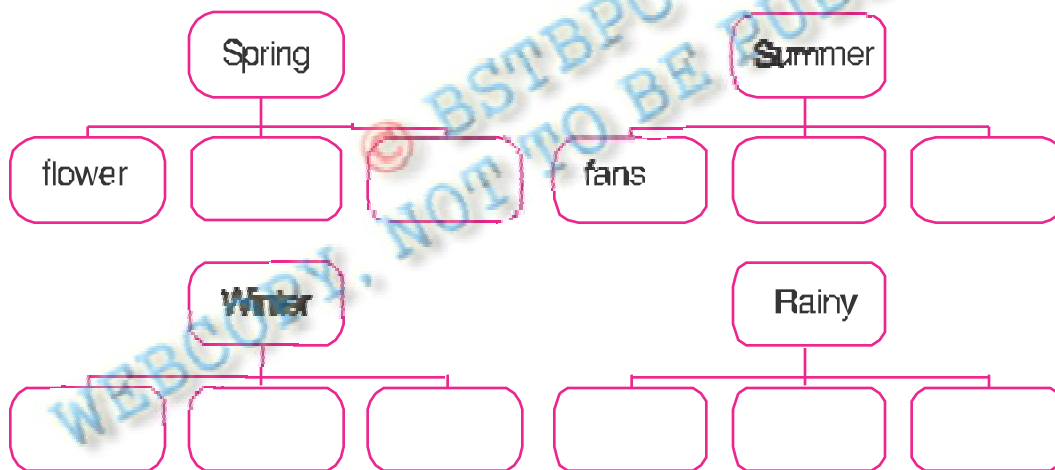 Spring
Summer
flower
fans
Winter
Rainy
© BSTBPC
WEBCOPY. NOT TO BE PUB